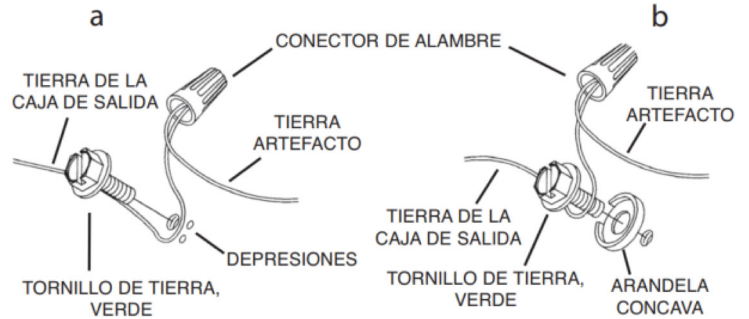 a
b
CONECTOR DE ALAMBRE
TIERRA DE LA
CAJA DE SALIDA
TIERRA
ARTEFACTO
DEPRESIONES
TORNILLO DE TIERRA,
VERDE
TIERRA
ARTEFACTO
TIERRA DE LA
CAJA DE SALIDA
TORNILLO DE TIERRA,
VERDE
ARANDELA
CONCAVA